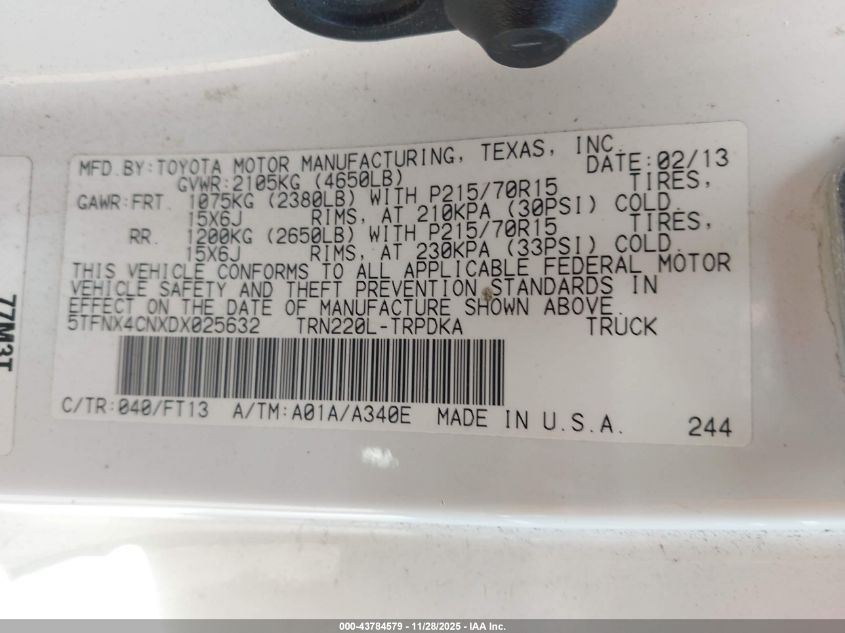 MFD.BY:TOYOTA MOTOR MANUFACTURING, TEXAS, INC.
DATE:02/13
GVWR:2105KG (4650LB)
GAWR:FRT. 1075KG (2380LB) WITH P215/70R15 TIRES,
15X6J RIMS, AT 210KPA (30PSI) COLD.
RR. 1200KG (2650LB) WITH P215/70R15 TIRES,
15X6J RIMS, AT 230KPA (33PSI) COLD.
THIS VEHICLE CONFORMS TO ALL APPLICABLE FEDERAL MOTOR
VEHICLE SAFETY AND THEFT PREVENTION STANDARDS IN
EFFECT ON THE DATE OF MANUFACTURE SHOWN ABOVE.
5TFNX4CNXDX025632 TRN220L-TRPDKA TRUCK
C/TR:040/FT13 A/TM:A01A/A340E MADE IN U.S.A.
244
77M3T
000-43784579 — 11/28/2025 — IAA Inc.